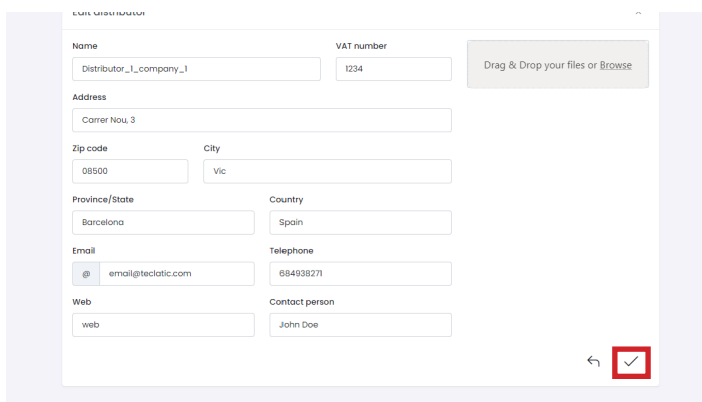 Edit distributor
Name
VAT number
Distributor_1_company_1
1234
Drag & Drop your files or Browse
Address
Carrer Nou, 3
Zip code
City
08500
Vic
Province/State
Country
Barcelona
Spain
Email
Telephone
@ email@teclatic.com
684938271
Web
Contact person
web
John Doe